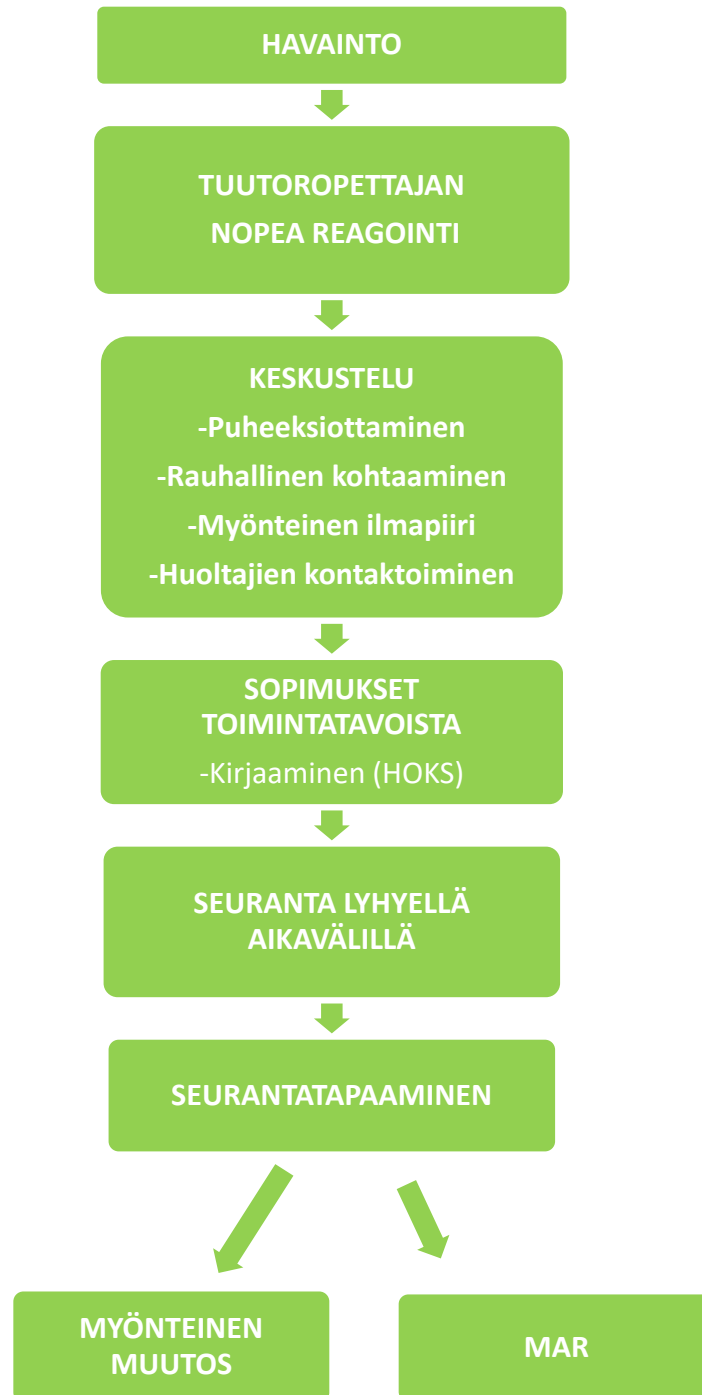 HAVAINTO
TUUTOROPETTAJAN
NOPEA REAGOINTI
KESKUSTELU
-Puheeksiottaminen
-Rauhallinen kohtaaminen
-Myönteinen ilmapiiri
-Huoltajien kontaktoiminen
SOPIMUKSET
TOIMINTATAVOISTA
-Kirjaaminen (HOKS)
SEURANTA LYHYELLÄ
AIKAVÄLILLÄ
SEURANTATAPAAMINEN
MYÖNTEINEN
MUUTOS
MAR